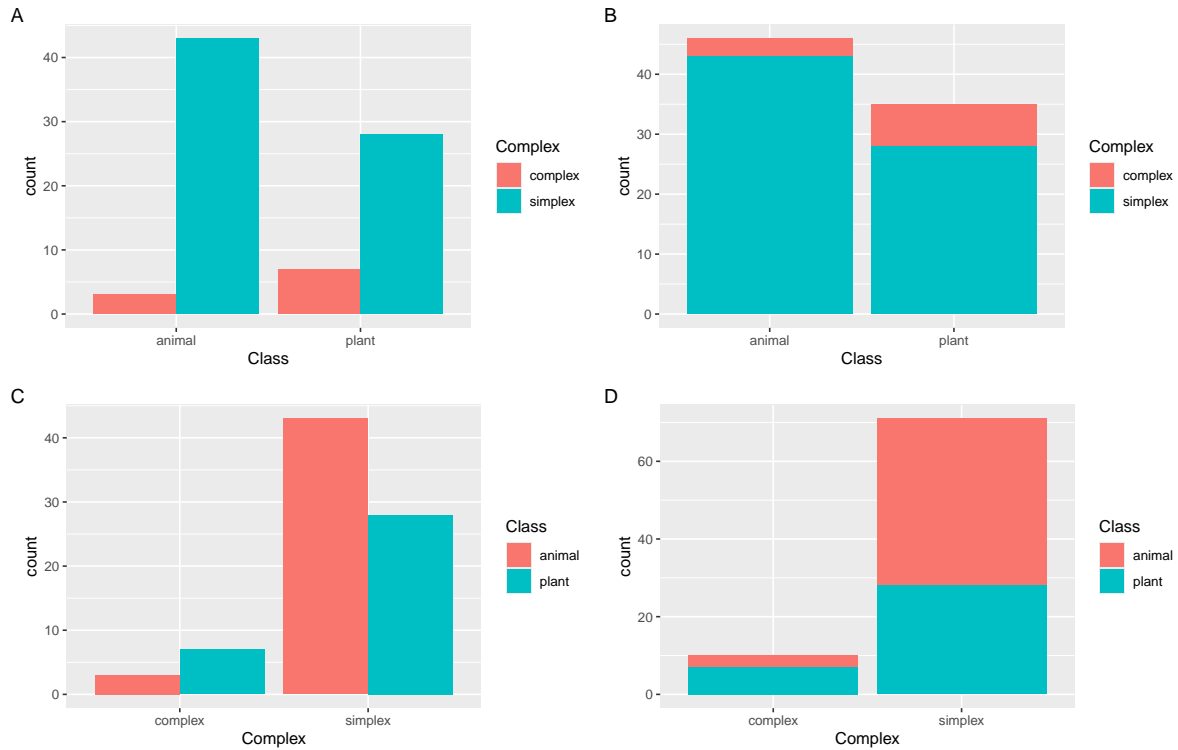 A
40
30
20
10
0
count
animal
plant
Class
Complex
complex
simplex
B
40
30
20
10
0
count
animal
plant
Class
Complex
complex
simplex
C
40
30
20
10
0
count
complex
simplex
Complex
Class
animal
plant
D
60
40
20
0
count
complex
simplex
Complex
Class
animal
plant